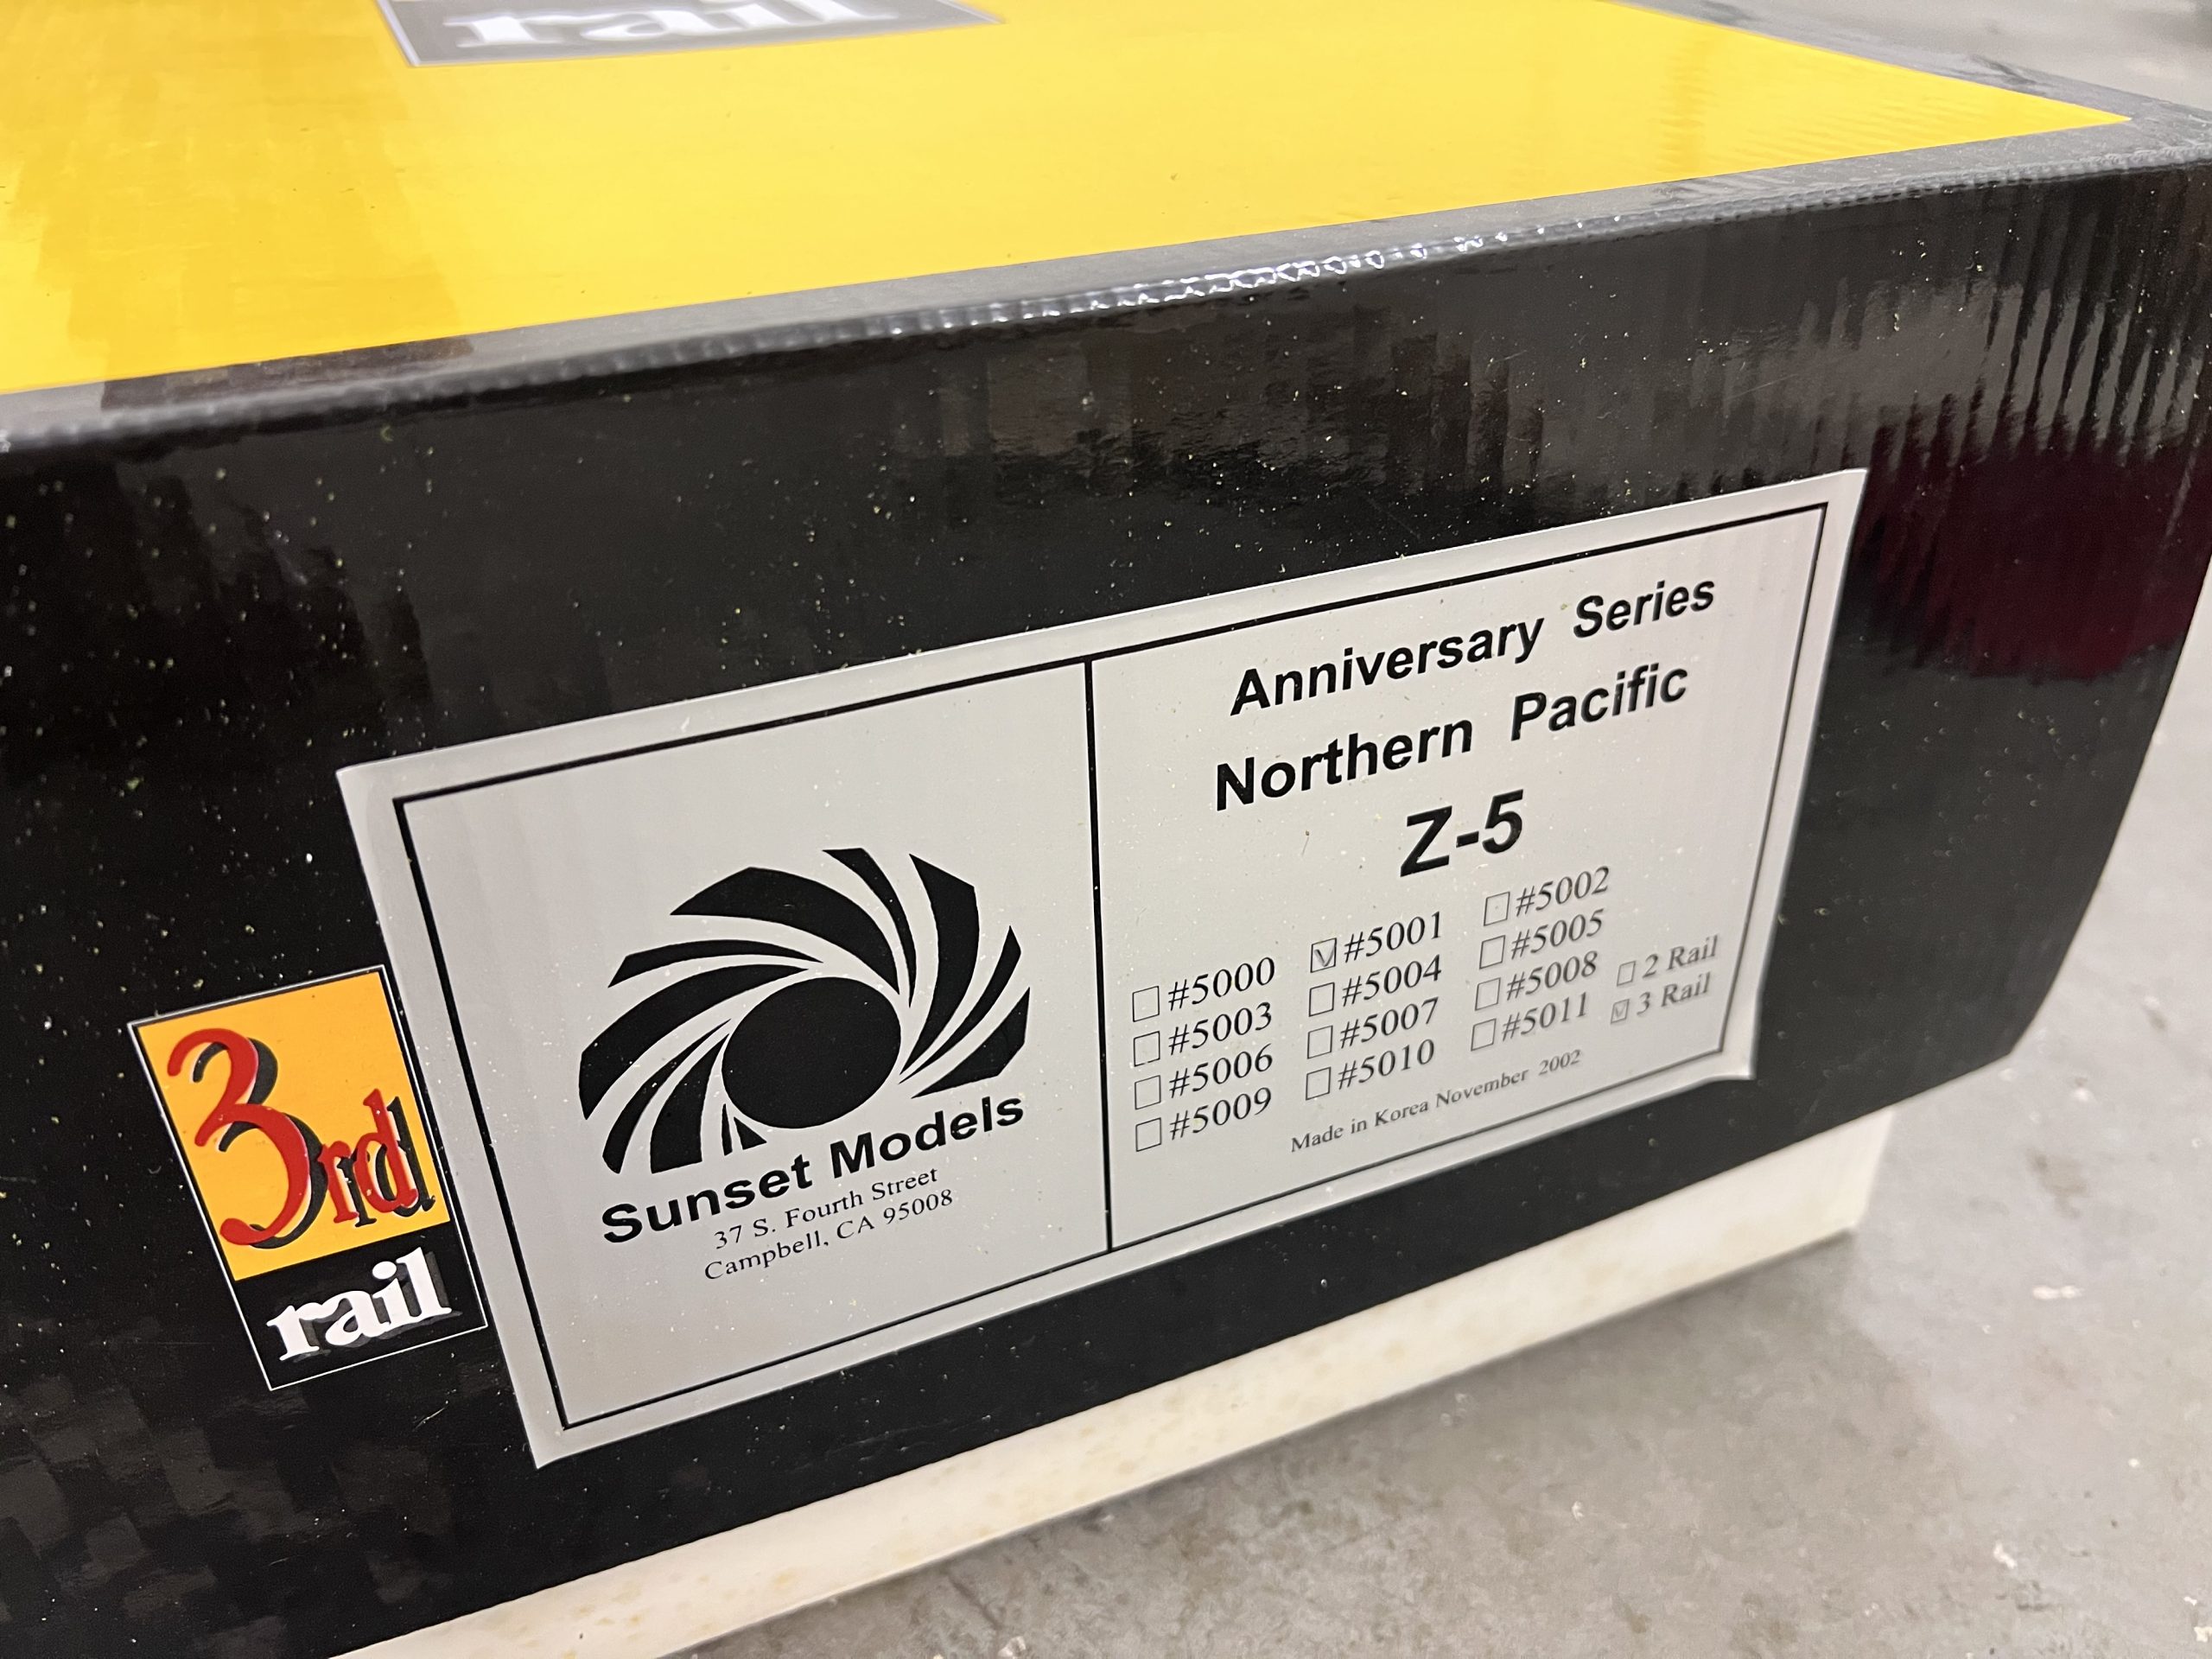 rail
Anniversary Series
Northern Pacific
Z-5
#5000 #5001 #5002
#5003 #5004 #5005
#5006 #5007 #5008 2 Rail
#5009 #5010 #5011 3 Rail
Made in Korea November 2002
Sunset Models
37 S. Fourth Street
Campbell, CA 95008
3rd
rail